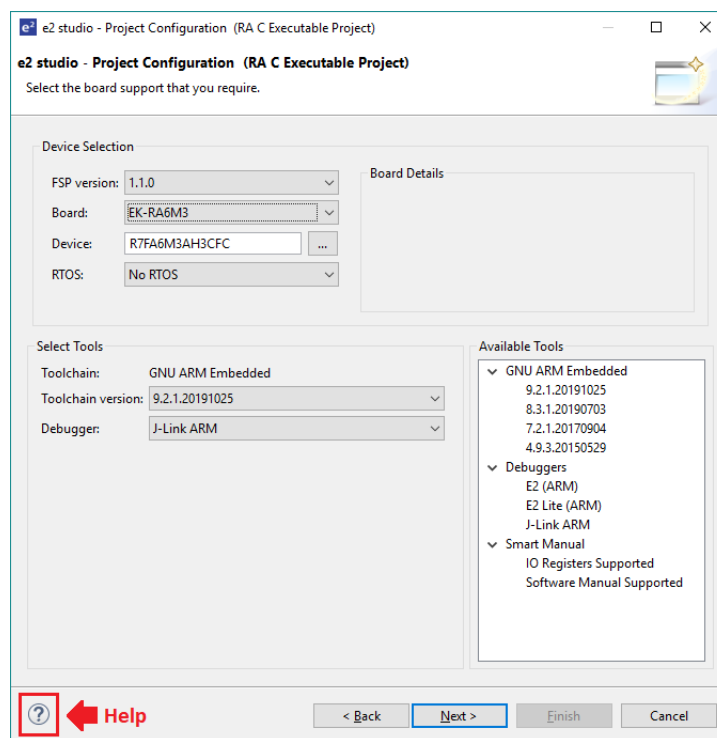 e² e2 studio - Project Configuration (RA C Executable Project)
e2 studio - Project Configuration (RA C Executable Project)
Select the board support that you require.
Device Selection
FSP version: 1.1.0
Board: EK-RA6M3
Device: R7FA6M3AH3CFC ...
RTOS: No RTOS
Board Details
Select Tools
Toolchain: GNU ARM Embedded
Toolchain version: 9.2.1.20191025
Debugger: J-Link ARM
Available Tools
GNU ARM Embedded
9.2.1.20191025
8.3.1.20190703
7.2.1.20170904
4.9.3.20150529
Debuggers
E2 (ARM)
E2 Lite (ARM)
J-Link ARM
Smart Manual
IO Registers Supported
Software Manual Supported
? Help < Back Next > Finish Cancel